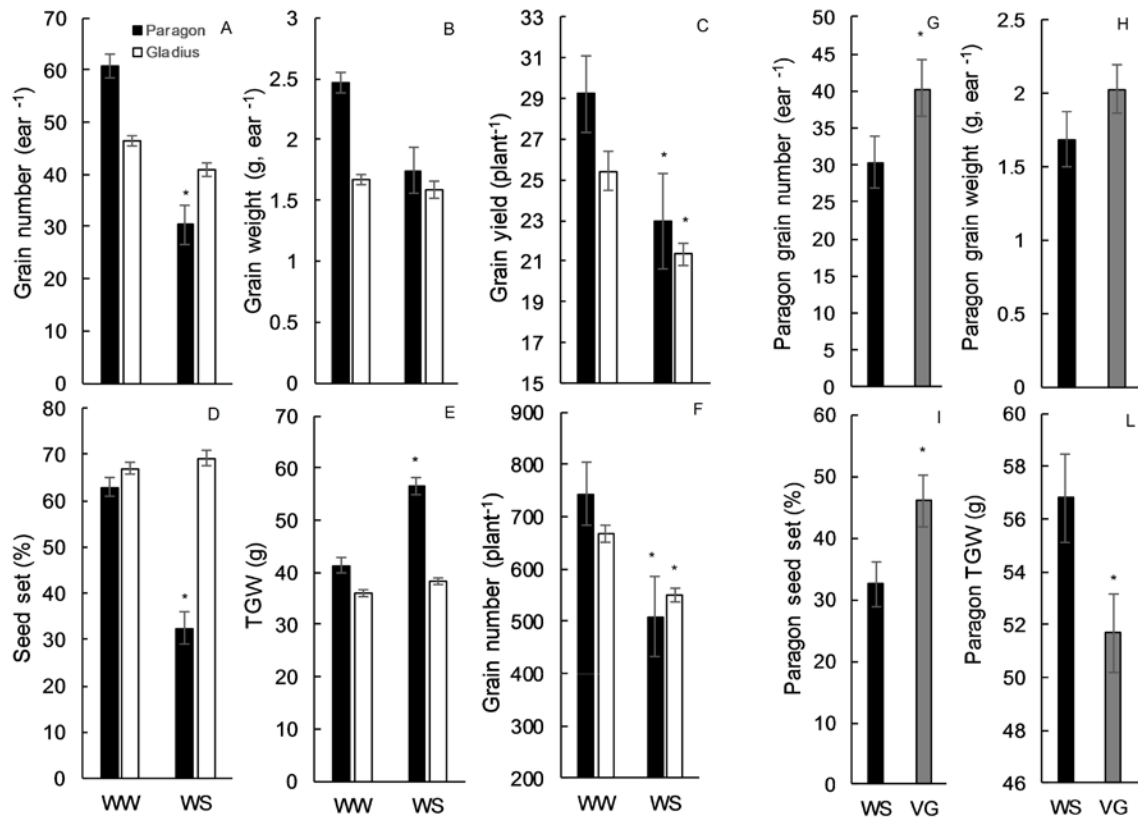 A
Paragon
Gladius
Grain number (ear ⁻¹)
70
60
50
40
30
20
10
0
*
B
Grain weight (g, ear ⁻¹)
3
2.5
2
1.5
1
0.5
0
C
Grain yield (plant⁻¹)
31
29
27
25
23
21
19
17
15
*
*
G
Paragon grain number (ear ⁻¹)
50
45
40
35
30
25
20
15
10
5
0
*
H
Paragon grain weight (g, ear ⁻¹)
2.5
2
1.5
1
0.5
0
D
Seed set (%)
80
70
60
50
40
30
20
10
0
*
WW
WS
E
TGW (g)
70
60
50
40
30
20
10
0
*
WW
WS
F
Grain number (plant⁻¹)
900
800
700
600
500
400
300
200
*
*
WW
WS
I
Paragon seed set (%)
60
50
40
30
20
10
0
*
WS
VG
L
Paragon TGW (g)
60
58
56
54
52
50
48
46
*
WS
VG